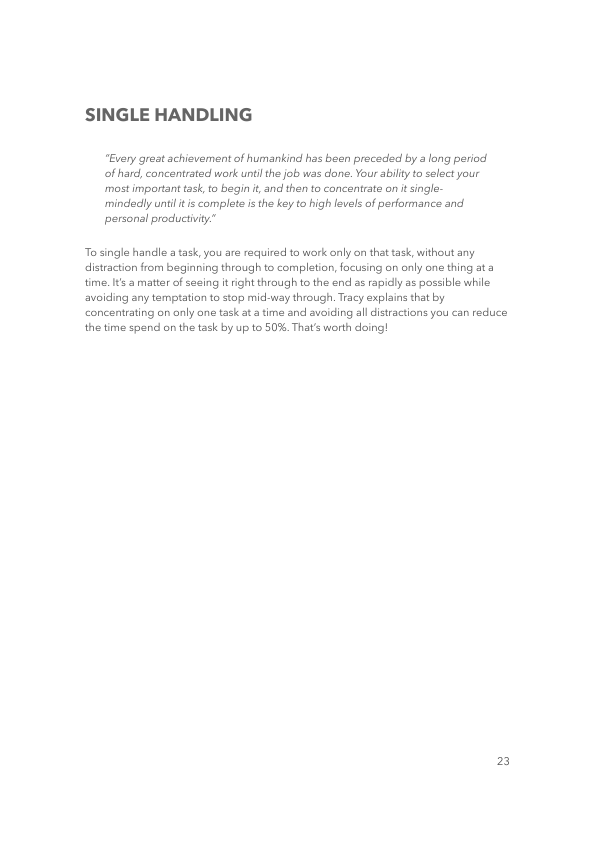 SINGLE HANDLING
“Every great achievement of humankind has been preceded by a long period
of hard, concentrated work until the job was done. Your ability to select your
most important task, to begin it, and then to concentrate on it single-
mindedly until it is complete is the key to high levels of performance and
personal productivity.”
To single handle a task, you are required to work only on that task, without any
distraction from beginning through to completion, focusing on only one thing at a
time. It’s a matter of seeing it right through to the end as rapidly as possible while
avoiding any temptation to stop mid-way through. Tracy explains that by
concentrating on only one task at a time and avoiding all distractions you can reduce
the time spend on the task by up to 50%. That’s worth doing!
23